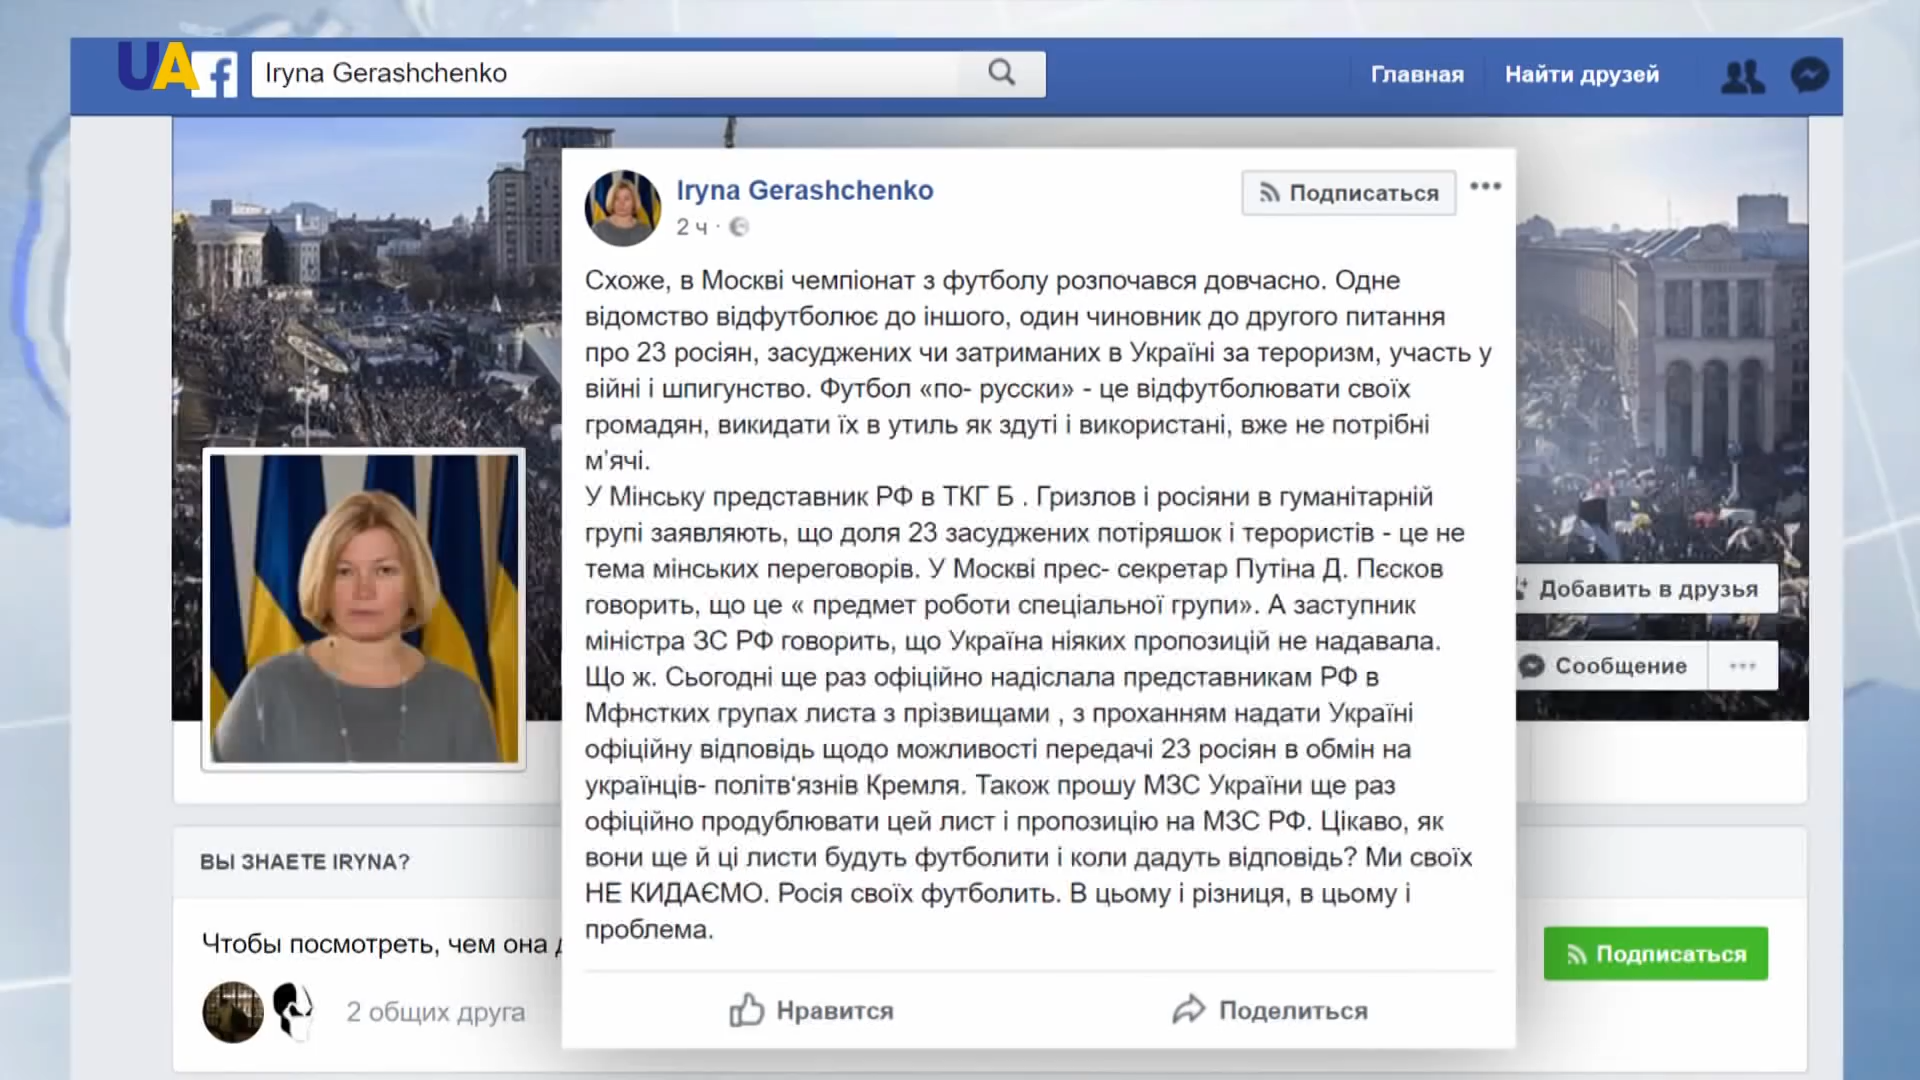 UA
f
Iryna Gerashchenko
Главная
Найти друзей
Iryna Gerashchenko
Подписаться
2 ч ·
Схоже, в Москві чемпіонат з футболу розпочався довчасно. Одне
відомство відфутболює до іншого, один чиновник до другого питання
про 23 росіян, засуджених чи затриманих в Україні за тероризм, участь у
війні і шпигунство. Футбол «по- русски» - це відфутболювати своїх
громадян, викидати їх в утиль як здуті і використані, вже не потрібні
м’ячі.
У Мінську представник РФ в ТКГ Б . Гризлов і росіяни в гуманітарній
групі заявляють, що доля 23 засуджених потіряшок і терористів - це не
тема мінських переговорів. У Москві прес- секретар Путіна Д. Пєсков
говорить, що це « предмет роботи спеціальної групи». А заступник
міністра ЗС РФ говорить, що Україна ніяких пропозицій не надавала.
Що ж. Сьогодні ще раз офіційно надіслала представникам РФ в
Мфнстких групах листа з прізвищами , з проханням надати Україні
офіційну відповідь щодо можливості передачі 23 росіян в обмін на
українців- політв'язнів Кремля. Також прошу МЗС України ще раз
офіційно продублювати цей лист і пропозицію на МЗС РФ. Цікаво, як
вони ще й ці листи будуть футболити і коли дадуть відповідь? Ми своїх
НЕ КИДАЄМО. Росія своїх футболить. В цьому і різниця, в цьому і
проблема.
Нравится
Поделиться
Добавить в друзья
Сообщение
ВЫ ЗНАЕТЕ IRYNA?
Чтобы посмотреть, чем она
2 общих друга
Подписаться